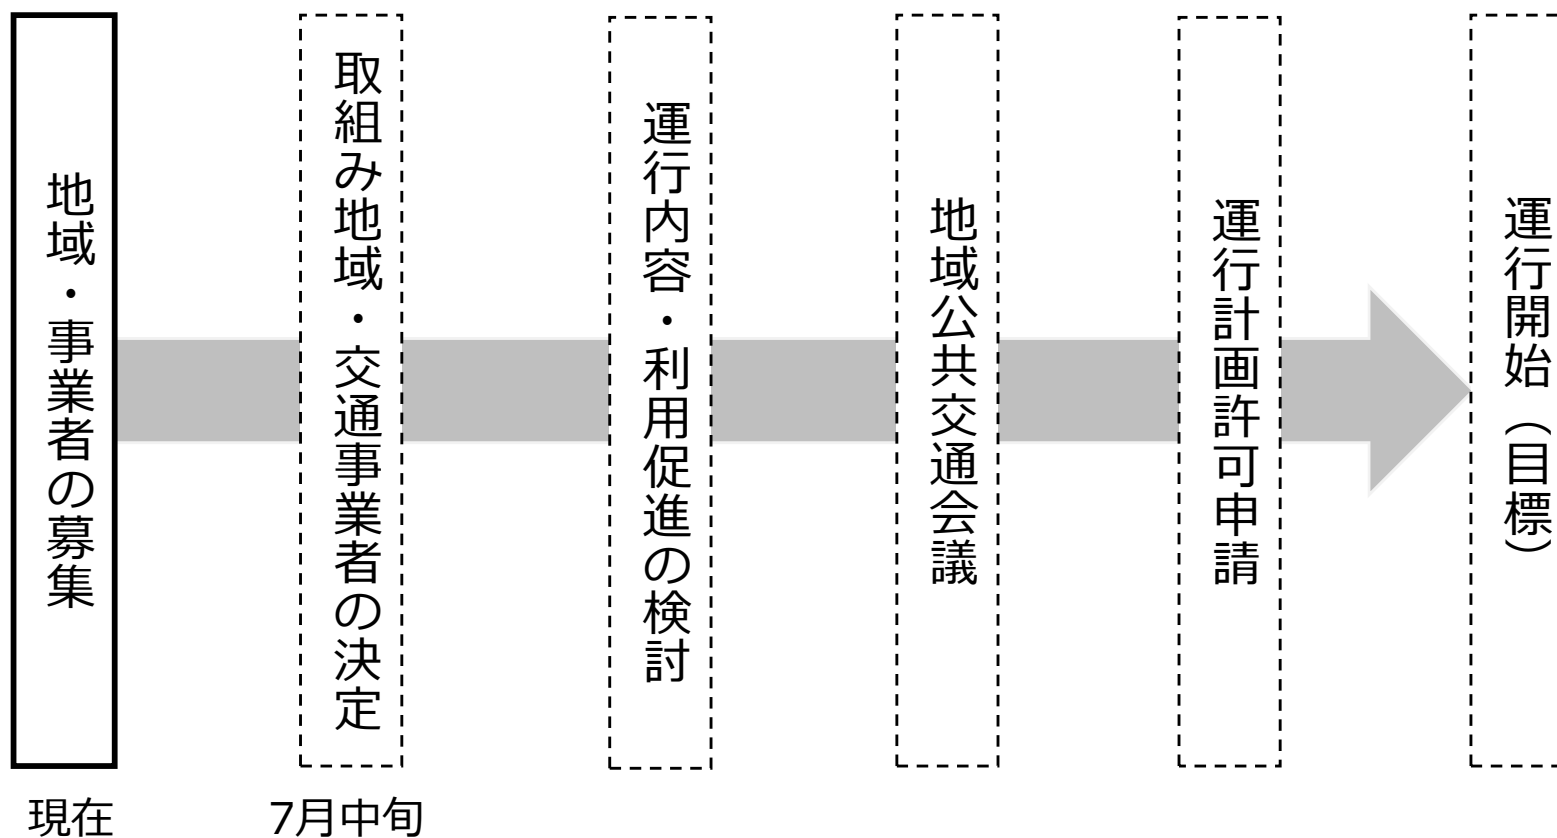 地域・事業者の募集
取組み地域・交通事業者の決定
運行内容・利用促進の検討
地域公共交通会議
運行計画許可申請
運行開始（目標）
現在
7月中旬